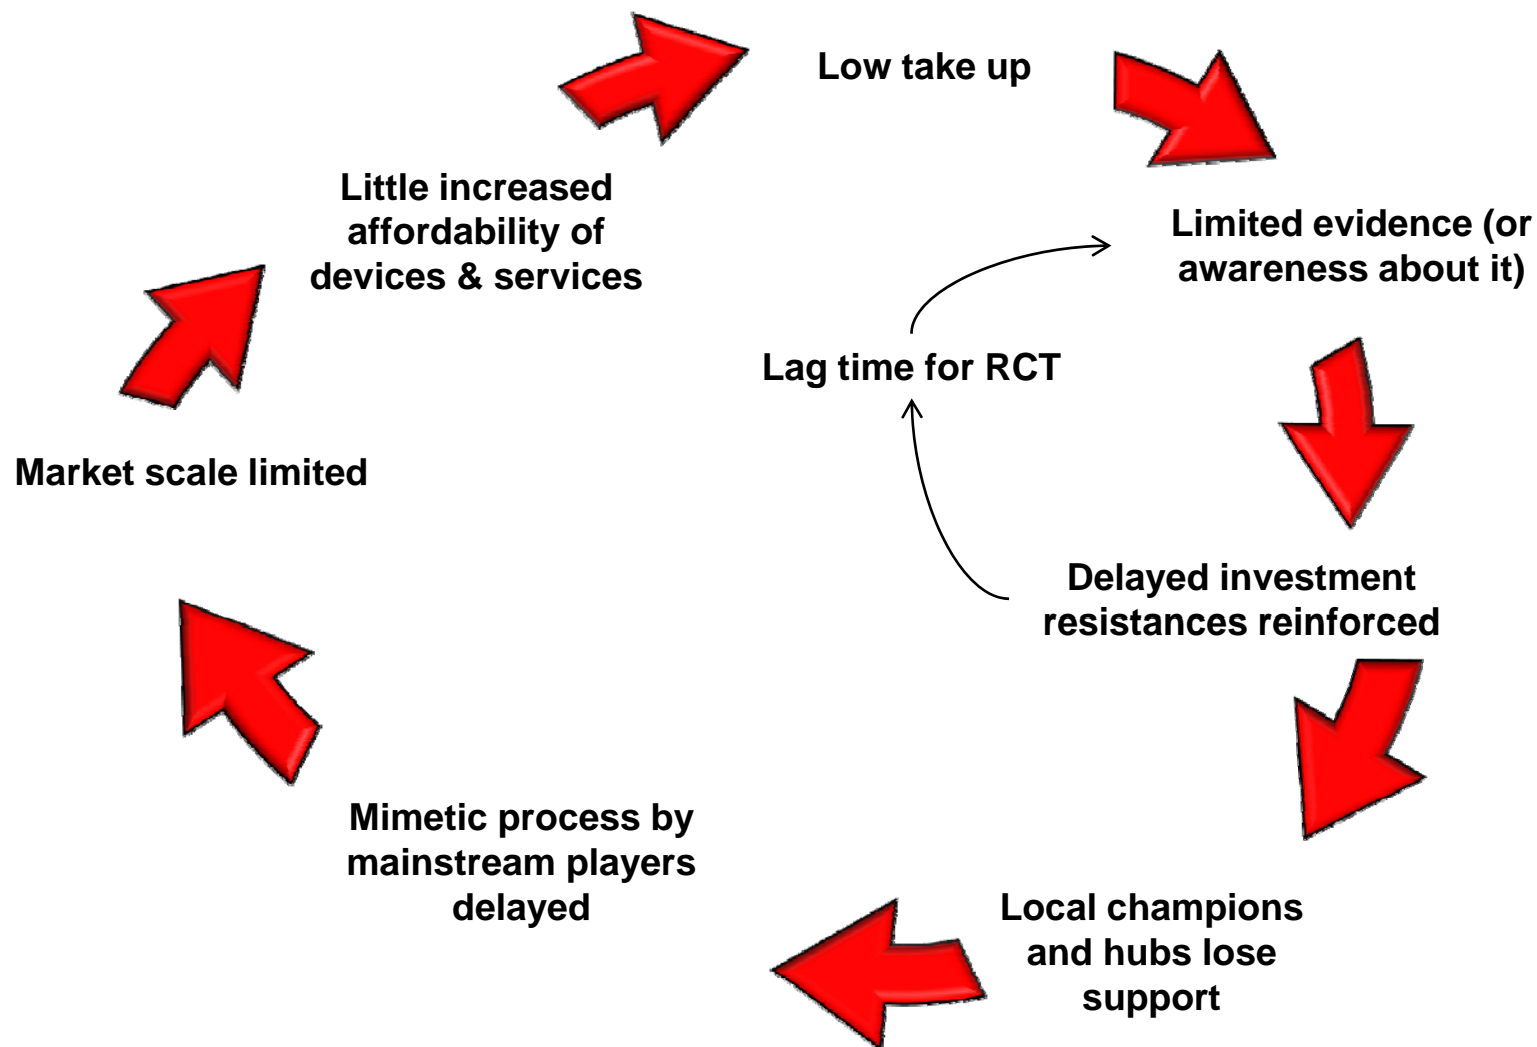 Low take up
Little increased
affordability of
devices & services
Limited evidence (or
awareness about it)
Lag time for RCT
Market scale limited
Delayed investment
resistances reinforced
Mimetic process by
mainstream players
delayed
Local champions
and hubs lose
support